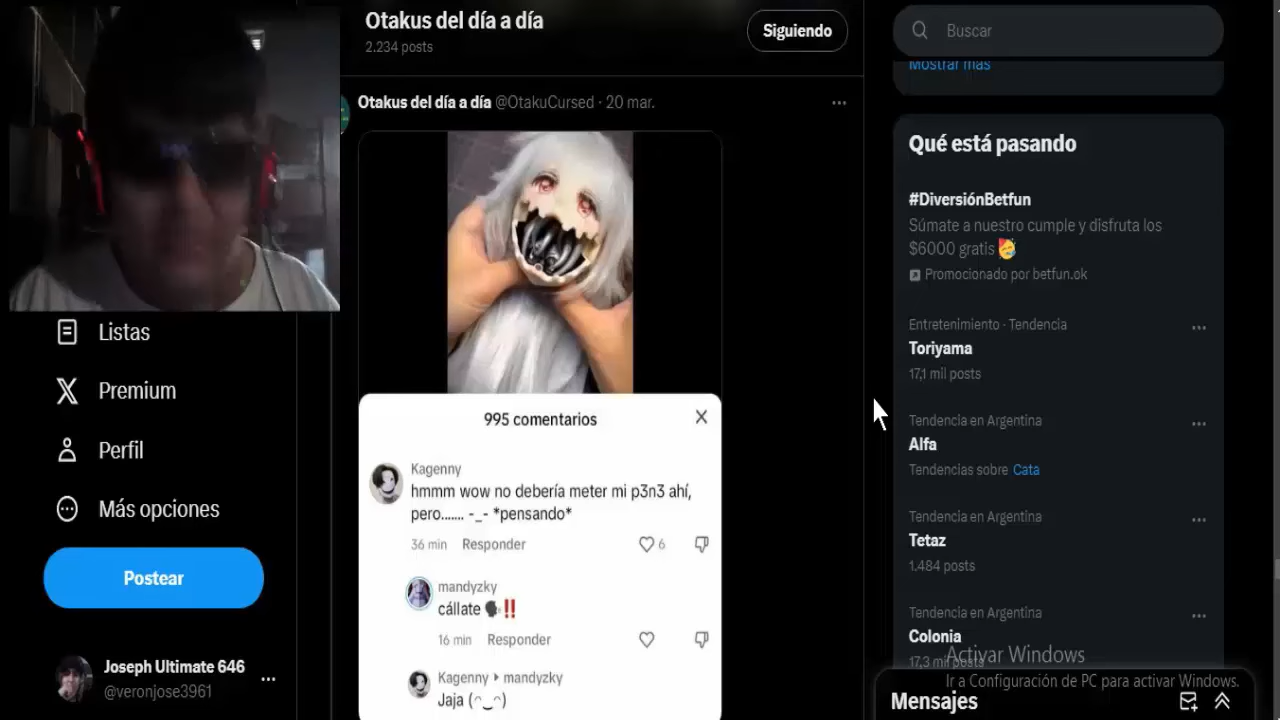 Otakus del día a día
2.234 posts
Siguiendo
Otakus del día a día @OtakuCursed · 20 mar.
995 comentarios
Kagenny
hmmm wow no debería meter mi p3n3 ahí,
pero....... -_- *pensando*
36 min Responder
6
mandyzky
cállate 🗣‼
16 min Responder
Kagenny ▸ mandyzky
Jaja (◠‿◠)
Listas
Premium
Perfil
Más opciones
Postear
Joseph Ultimate 646
@veronjose3961
Buscar
Mostrar más
Qué está pasando
#DiversiónBetfun
Súmate a nuestro cumple y disfruta los
$6000 gratis 🥳
Promocionado por betfun.ok
Entretenimiento · Tendencia
Toriyama
17,1 mil posts
Tendencia en Argentina
Alfa
Tendencias sobre Cata
Tendencia en Argentina
Tetaz
1.484 posts
Tendencia en Argentina
Colonia
17,3 mil posts
Activar Windows
Ir a Configuración de PC para activar Windows.
Mensajes